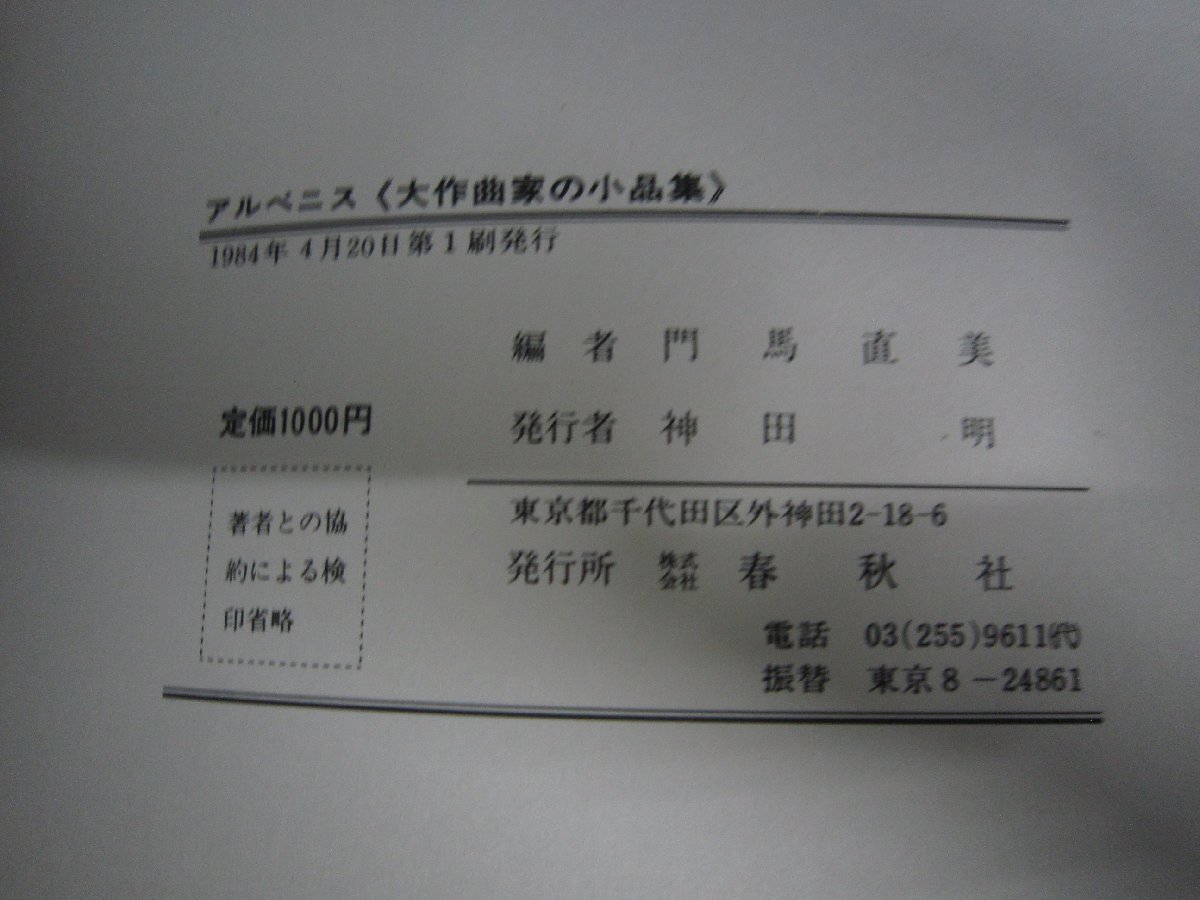 アルベニス《大作曲家の小品集》
1984年4月20日第1刷発行
編者 門馬直美
発行者 神田 明
定価1000円
東京都千代田区外神田2-18-6
発行所 株式会社 春秋社
電話 03(255)9611代
振替 東京8-24861
著者との協
約による検
印省略